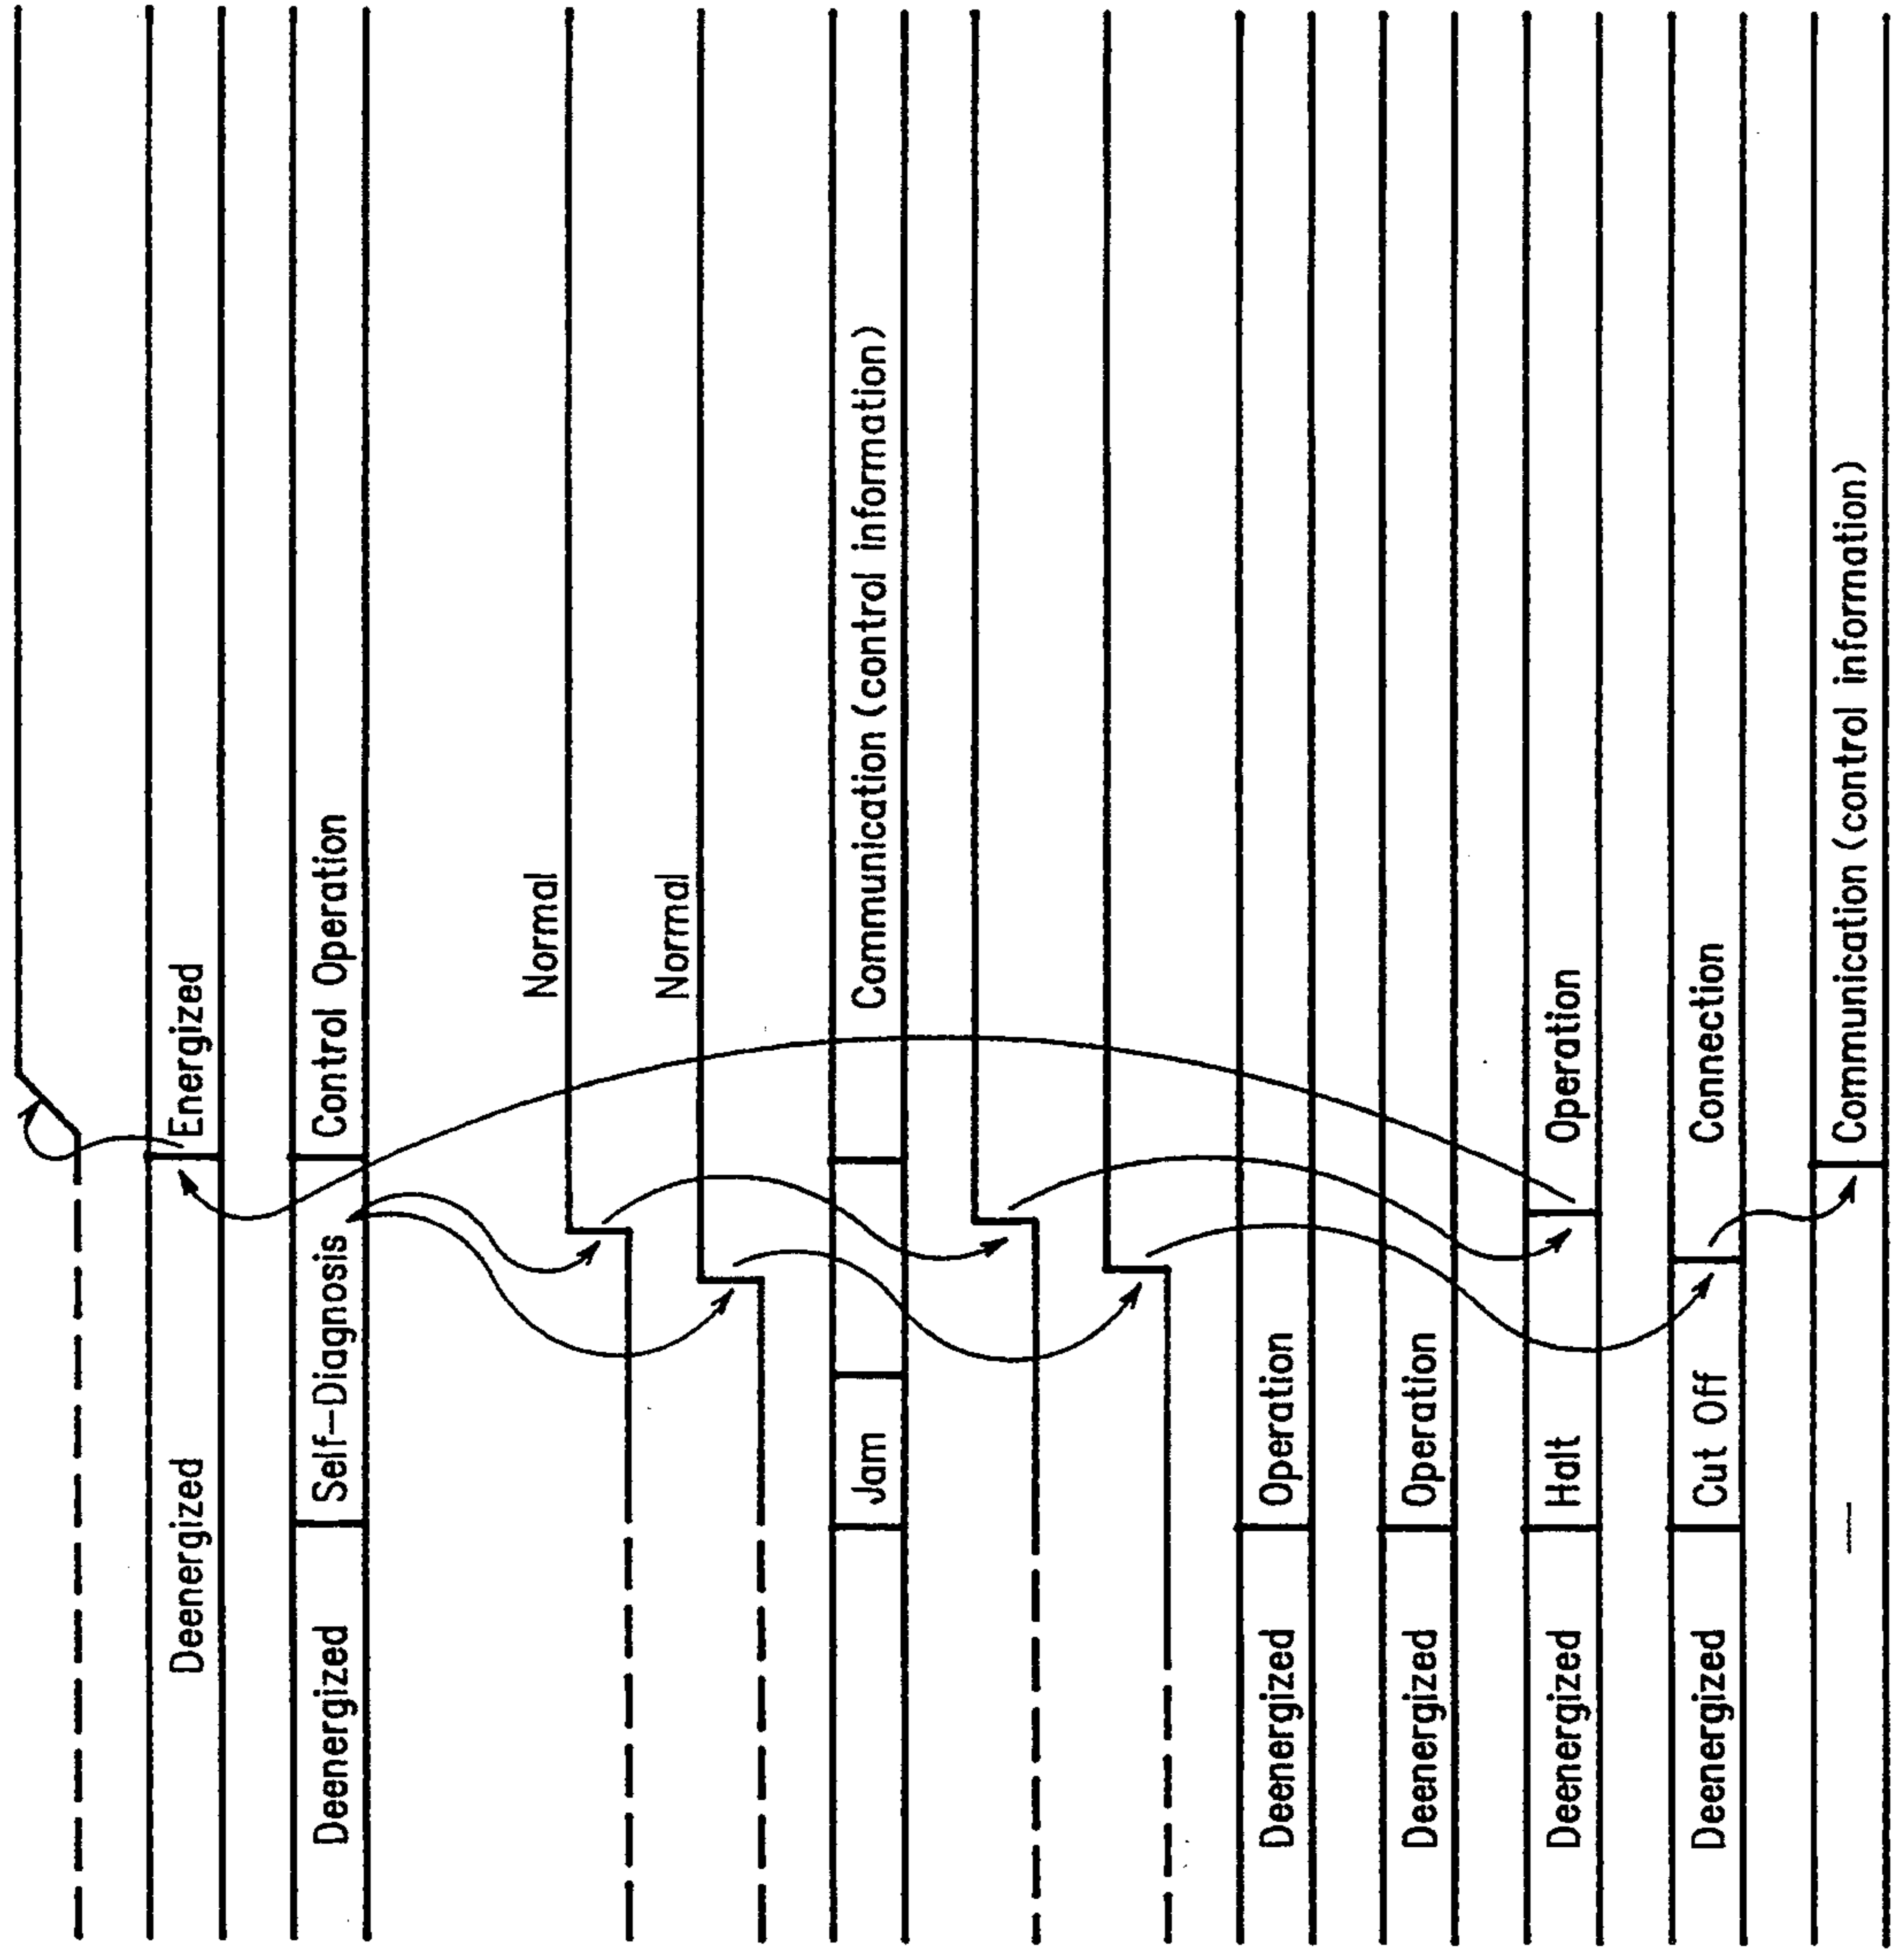 Deenergized Energized
Deenergized Self-Diagnosis Control Operation
Normal
Normal
Jam Communication (control information)
Deenergized Operation
Deenergized Operation
Deenergized Halt Operation
Deenergized Cut Off Connection
— Communication (control information)